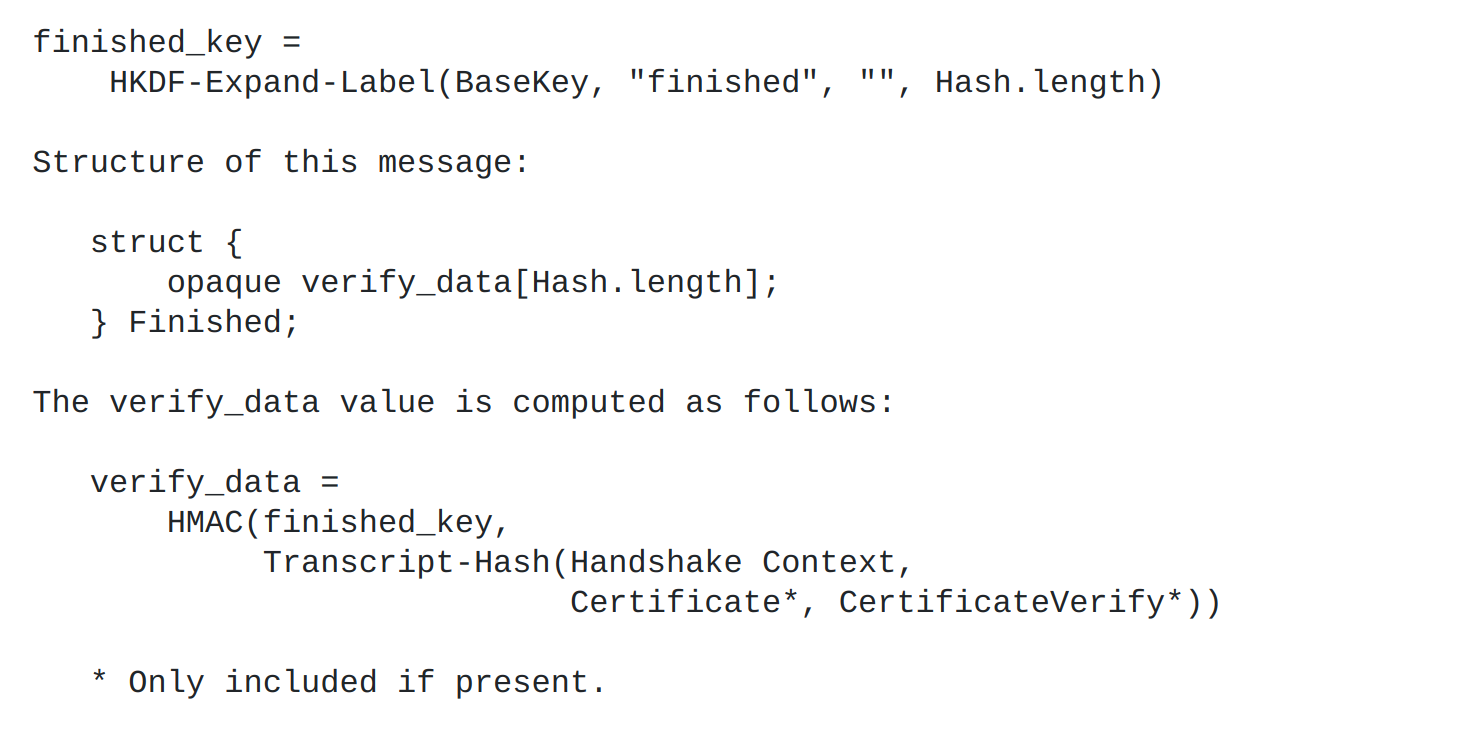 finished_key =
    HKDF-Expand-Label(BaseKey, "finished", "", Hash.length)

Structure of this message:

   struct {
       opaque verify_data[Hash.length];
   } Finished;

The verify_data value is computed as follows:

   verify_data =
       HMAC(finished_key,
            Transcript-Hash(Handshake Context,
                            Certificate*, CertificateVerify*))

   * Only included if present.